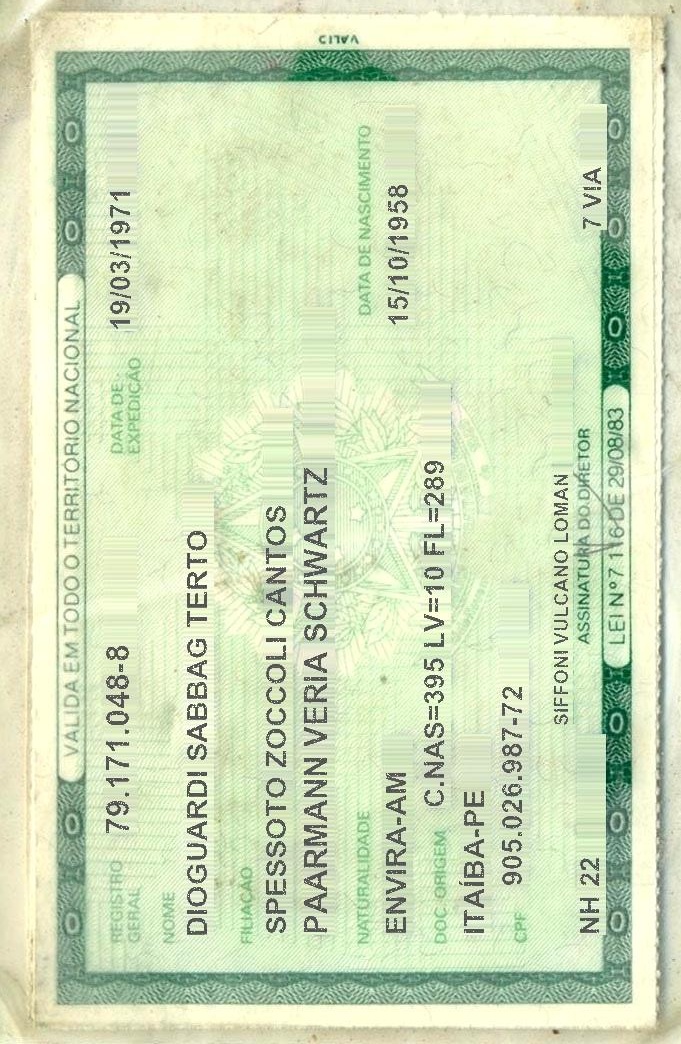 VALIDA EM TODO O TERRITÓRIO NACIONAL
REGISTRO GERAL 79.171.048-8 DATA DE EXPEDIÇÃO 19/03/1971
NOME
DIOGUARDI SABBAG TERTO
FILIAÇÃO
SPESSOTO ZOCCOLI CANTOS
PAARMANN VERIA SCHWARTZ
NATURALIDADE DATA DE NASCIMENTO
ENVIRA-AM 15/10/1958
DOC. ORIGEM C.NAS=395 LV=10 FL=289
ITAÍBA-PE
CPF 905.026.987-72
SIFFONI VULCANO LOMAN
ASSINATURA DO DIRETOR
NH 22 7 VIA
LEI Nº 7.116 DE 29/08/83